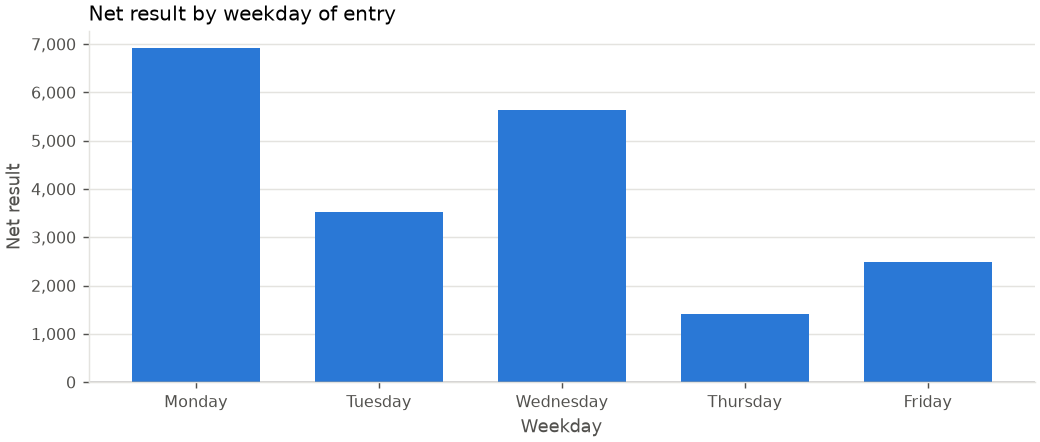 Net result by weekday of entry
Net result
7,000
6,000
5,000
4,000
3,000
2,000
1,000
0
Monday
Tuesday
Wednesday
Thursday
Friday
Weekday